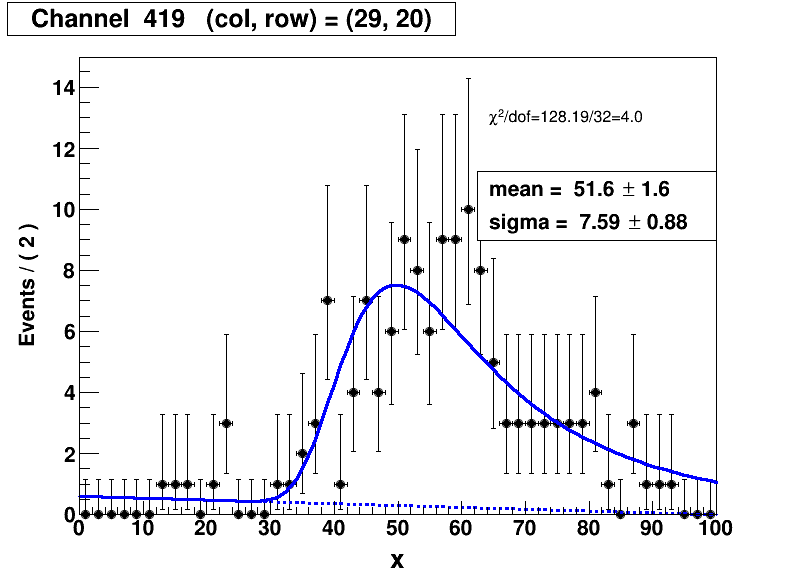 Channel  419   (col, row) = (29, 20)
14
12
10
8
6
4
2
0
Events / ( 2 )
χ²/dof=128.19/32=4.0
mean =  51.6 ± 1.6
sigma =  7.59 ± 0.88
0 10 20 30 40 50 60 70 80 90 100
x